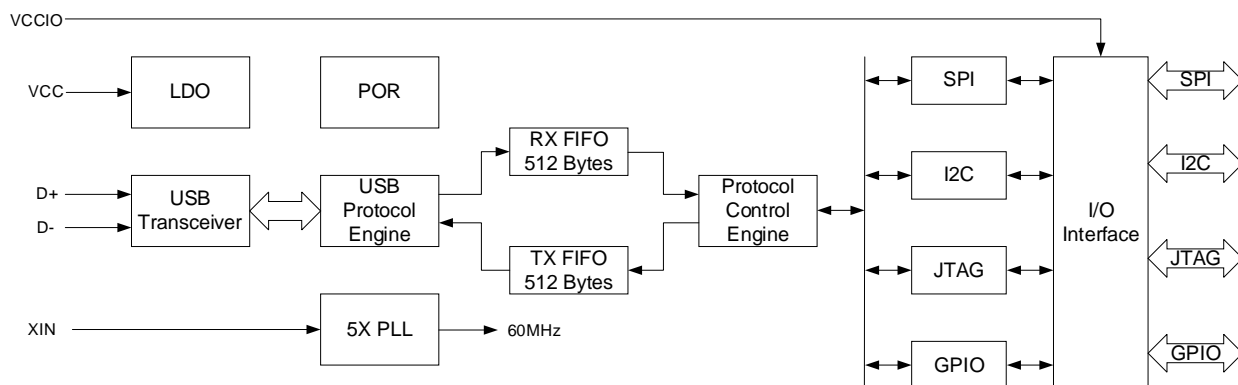 VCCIO
VCC
LDO
POR
SPI
SPI
RX FIFO
512 Bytes
D+
D-
USB
Transceiver
USB
Protocol
Engine
Protocol
Control
Engine
I2C
I/O
Interface
I2C
TX FIFO
512 Bytes
JTAG
JTAG
XIN
5X PLL
60MHz
GPIO
GPIO